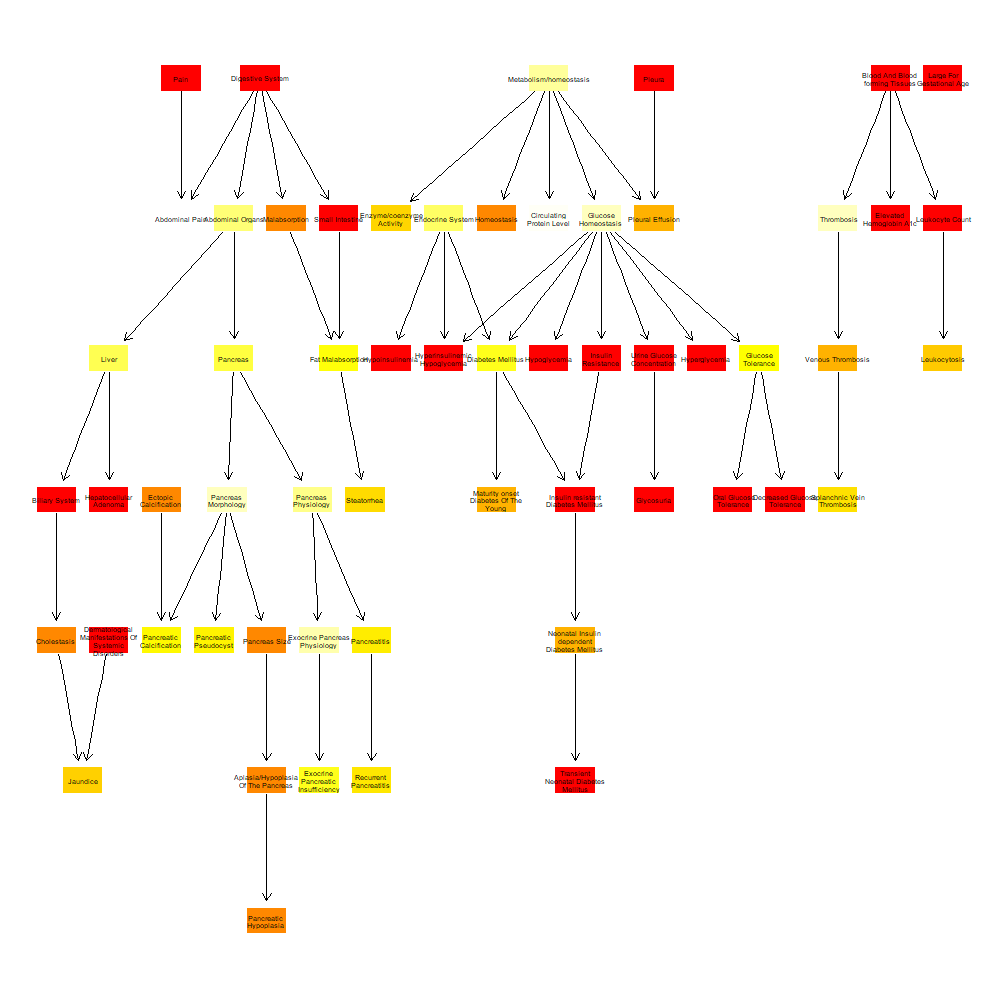 Pain
Digestive System
Metabolism/homeostasis
Pleura
Blood And Blood
forming Tissues
Large For
Gestational Age
Abdominal Pain
Abdominal Organs
Malabsorption
Small Intestine
Enzyme/coenzyme
Activity
Endocrine System
Homeostasis
Circulating
Protein Level
Glucose
Homeostasis
Pleural Effusion
Thrombosis
Elevated
Hemoglobin A1c
Leukocyte Count
Liver
Pancreas
Fat Malabsorption
Hyperinsulinemia
Hyperinsulinemic
Hypoglycemia
Diabetes Mellitus
Hypoglycemia
Insulin
Resistance
Urine Glucose
Concentration
Hyperglycemia
Glucose
Tolerance
Venous Thrombosis
Leukocytosis
Biliary System
Hepatocellular
Adenoma
Ectopic
Calcification
Pancreas
Morphology
Pancreas
Physiology
Steatorrhea
Maturity onset
Diabetes Of The
Young
Insulin resistant
Diabetes Mellitus
Glycosuria
Oral Glucose
Tolerance
Decreased Glucose
Tolerance
Splanchnic Vein
Thrombosis
Cholestasis
Dermatological
Manifestations Of
Systemic
Disorders
Pancreatic
Calcification
Pancreatic
Pseudocyst
Pancreas Size
Exocrine Pancreas
Physiology
Pancreatitis
Neonatal Insulin
dependent
Diabetes Mellitus
Jaundice
Aplasia/Hypoplasia
Of The Pancreas
Exocrine
Pancreatic
Insufficiency
Recurrent
Pancreatitis
Transient
Neonatal Diabetes
Mellitus
Pancreatic
Hypoplasia